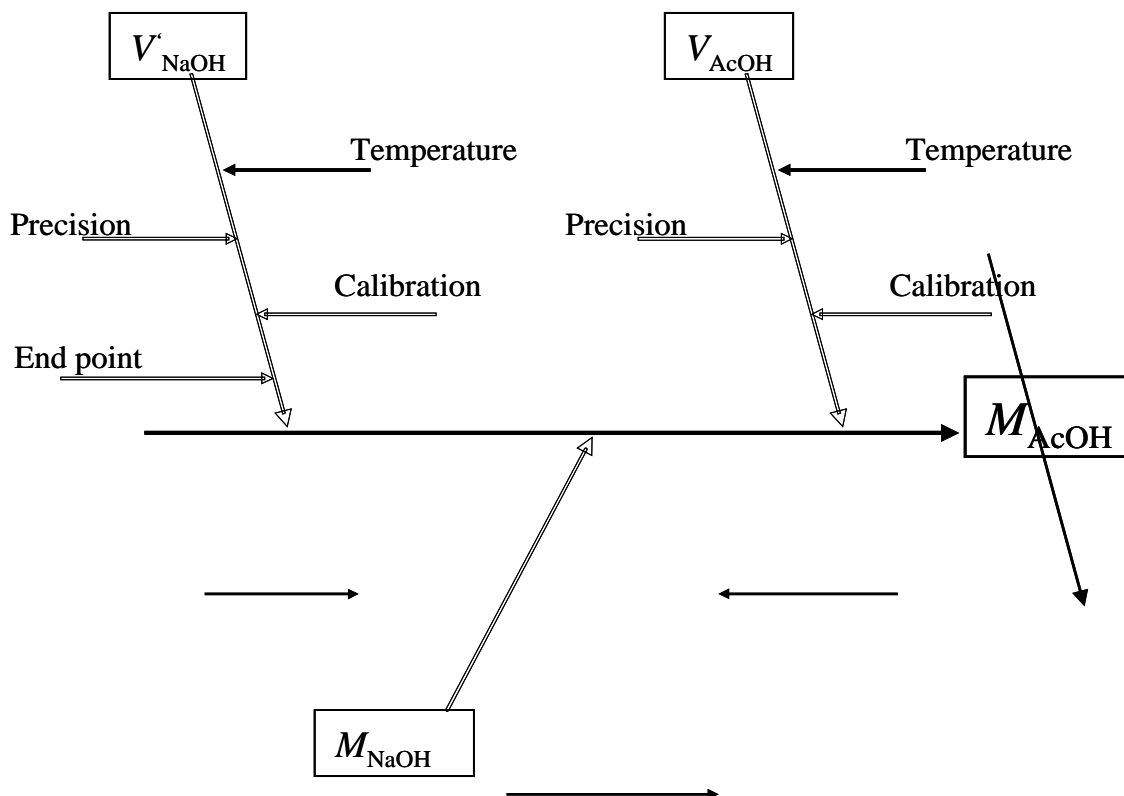 V‘NaOH
VAcOH
Temperature
Temperature
Precision
Precision
Calibration
Calibration
End point
MAcOH
MNaOH